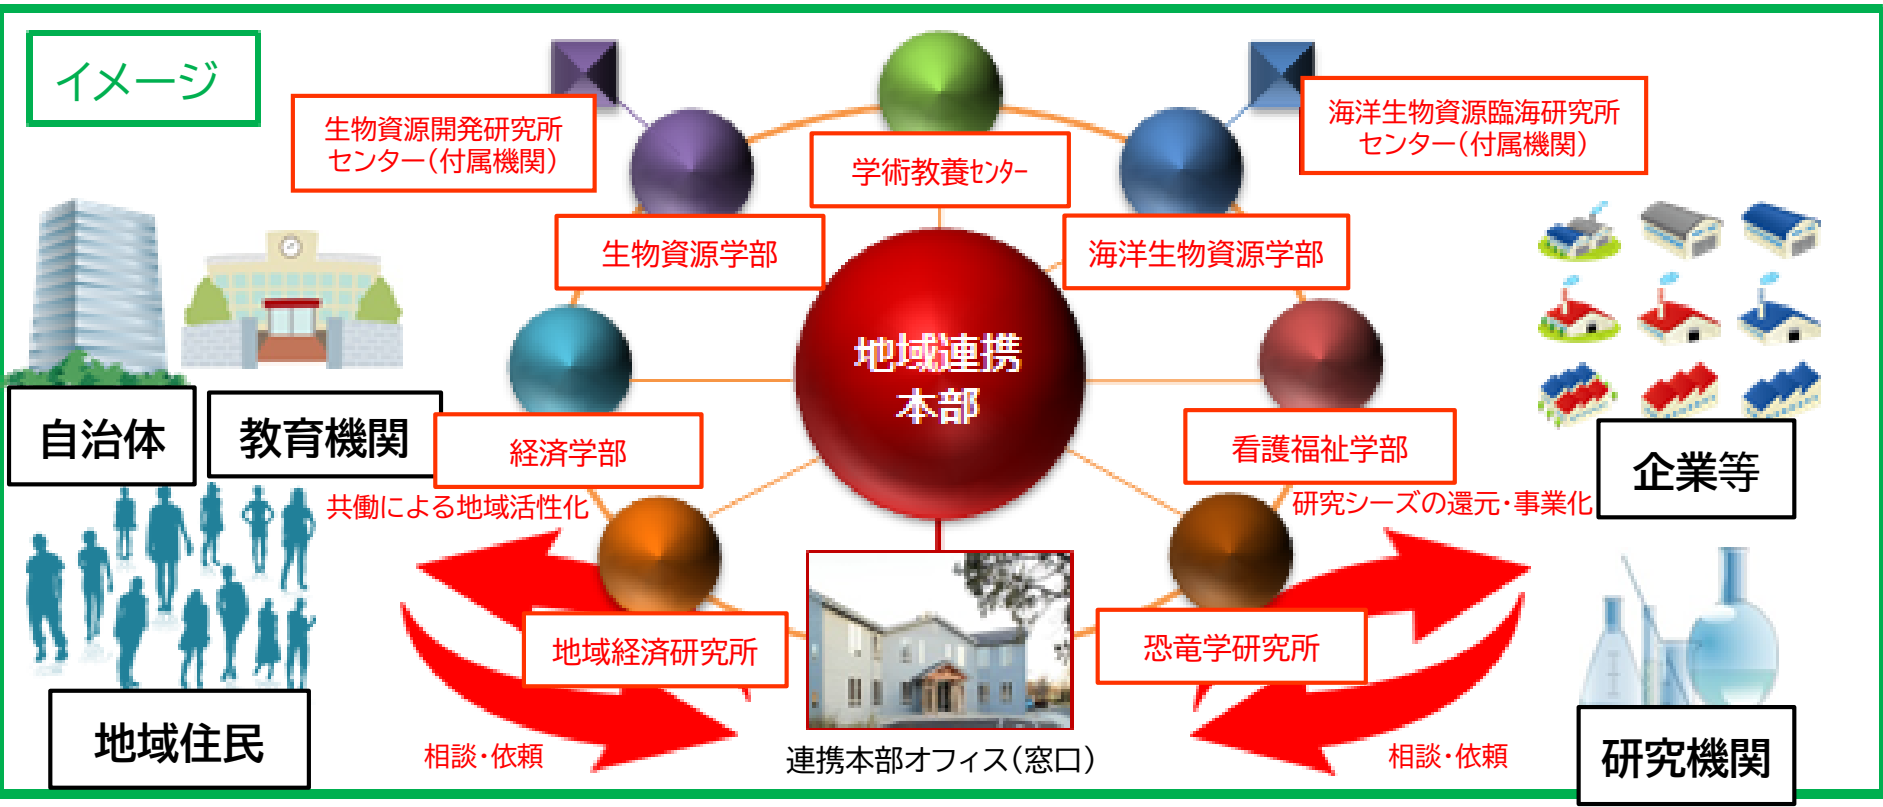 イメージ
生物資源開発研究所
センター(付属機関)
学術教養ｾﾝﾀｰ
海洋生物資源臨海研究所
センター(付属機関)
生物資源学部
海洋生物資源学部
地域連携
本部
自治体
教育機関
経済学部
看護福祉学部
企業等
共働による地域活性化
研究シーズの還元・事業化
地域経済研究所
恐竜学研究所
地域住民
相談・依頼
連携本部オフィス(窓口)
相談・依頼
研究機関